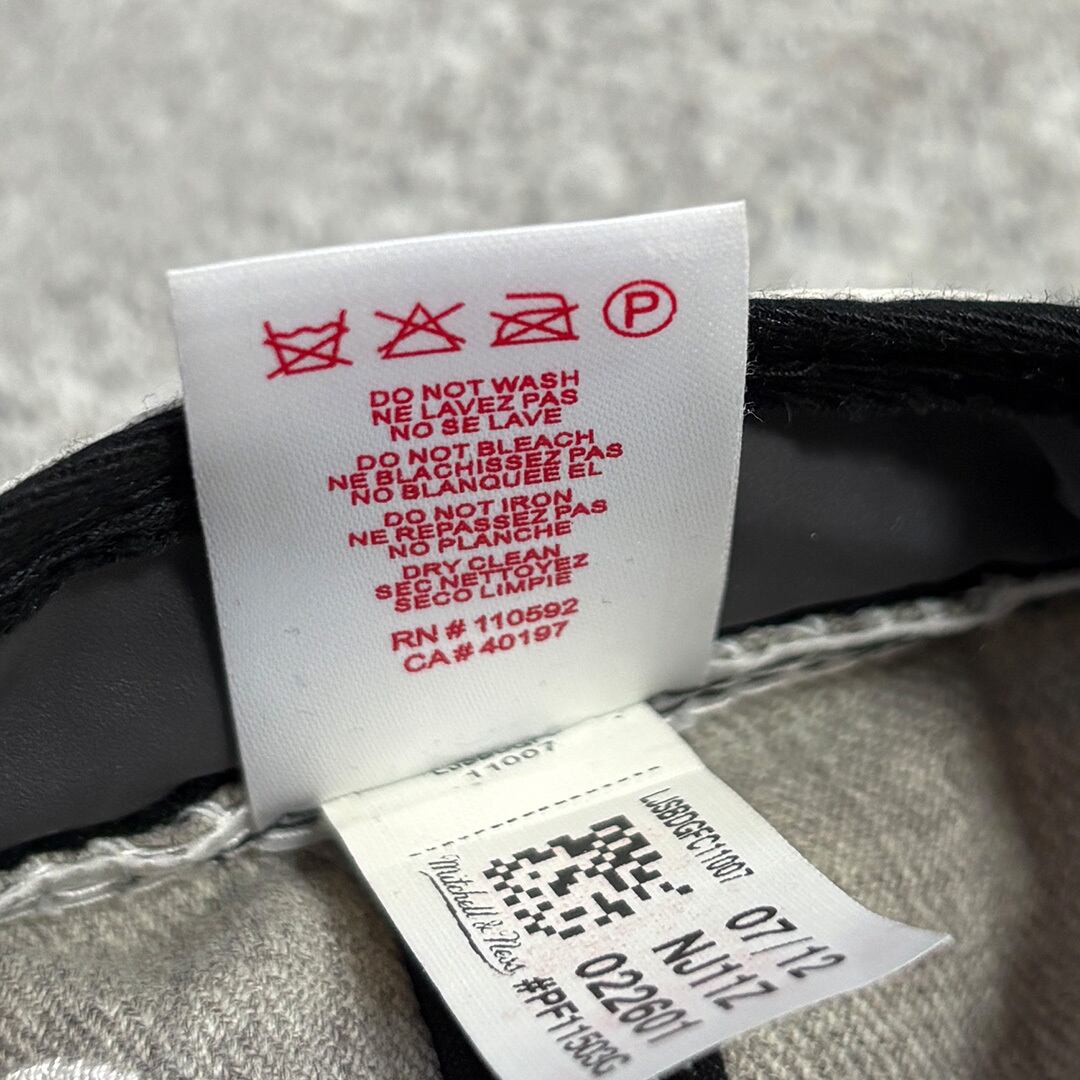 P
DO NOT WASH
NE LAVEZ PAS
NO SE LAVE
DO NOT BLEACH
NE BLACHISSEZ PAS
NO BLANQUEE EL
DO NOT IRON
NE REPASSEZ PAS
NO PLANCHE
DRY CLEAN
SEC NETTOYEZ
SECO LIMPIE
RN # 110592
CA# 40197
11007
LJSBDGFC11007
07/12
NJ11Z
022601
#PF11503G
Mitchell & Ness